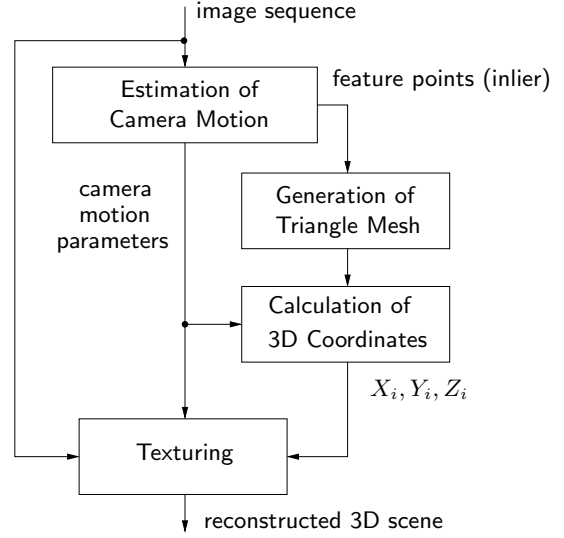 image sequence
Estimation of
Camera Motion
feature points (inlier)
camera
motion
parameters
Generation of
Triangle Mesh
Calculation of
3D Coordinates
X_i, Y_i, Z_i
Texturing
reconstructed 3D scene